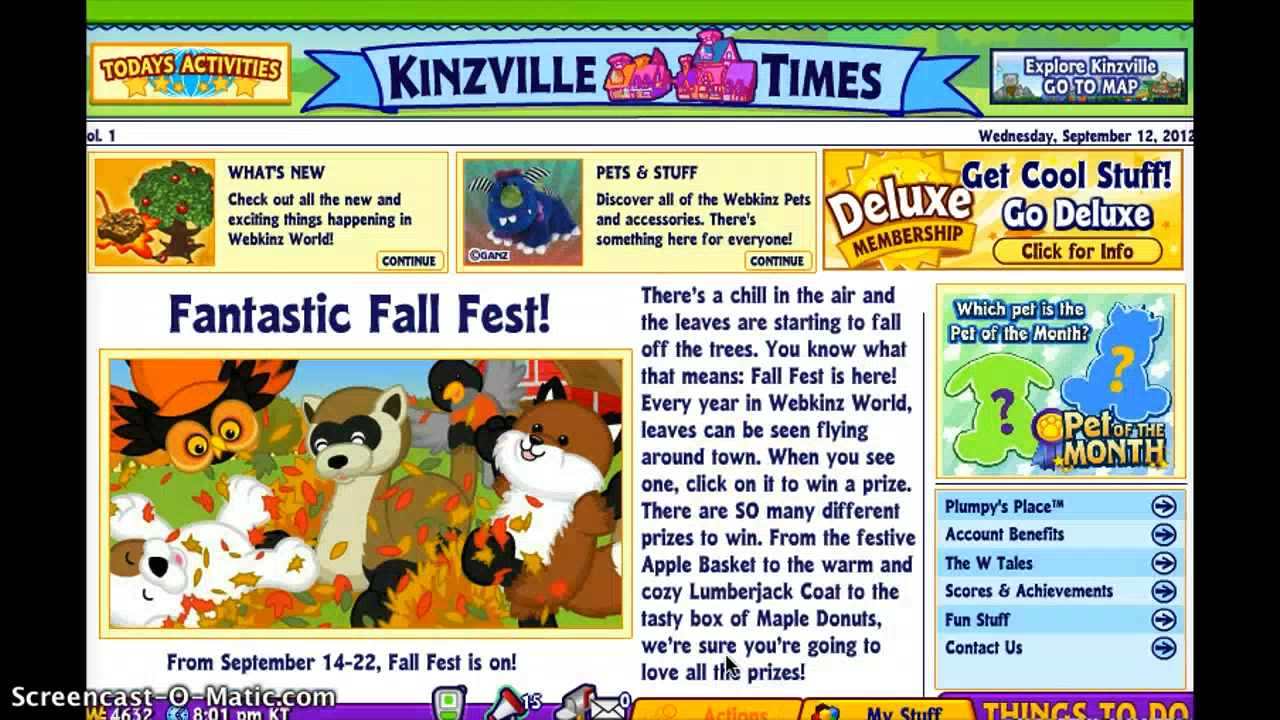 TODAYS ACTIVITIES
KINZVILLE TIMES
Explore Kinzville
GO TO MAP
ol. 1
Wednesday, September 12, 2012
WHAT'S NEW
Check out all the new and
exciting things happening in
Webkinz World!
CONTINUE
©GANZ
PETS & STUFF
Discover all of the Webkinz Pets
and accessories. There's
something here for everyone!
CONTINUE
Deluxe
MEMBERSHIP
Get Cool Stuff!
Go Deluxe
Click for Info
Fantastic Fall Fest!
From September 14-22, Fall Fest is on!
There's a chill in the air and
the leaves are starting to fall
off the trees. You know what
that means: Fall Fest is here!
Every year in Webkinz World,
leaves can be seen flying
around town. When you see
one, click on it to win a prize.
There are SO many different
prizes to win. From the festive
Apple Basket to the warm and
cozy Lumberjack Coat to the
tasty box of Maple Donuts,
we're sure you're going to
love all the prizes!
Which pet is the
Pet of the Month?
? ?
Pet OF THE
MONTH
Plumpy's Place™
Account Benefits
The W Tales
Scores & Achievements
Fun Stuff
Contact Us
Screencast-O-Matic.com
4632
8:01 pm KT
15
0
Actions
My Stuff
THINGS TO DO